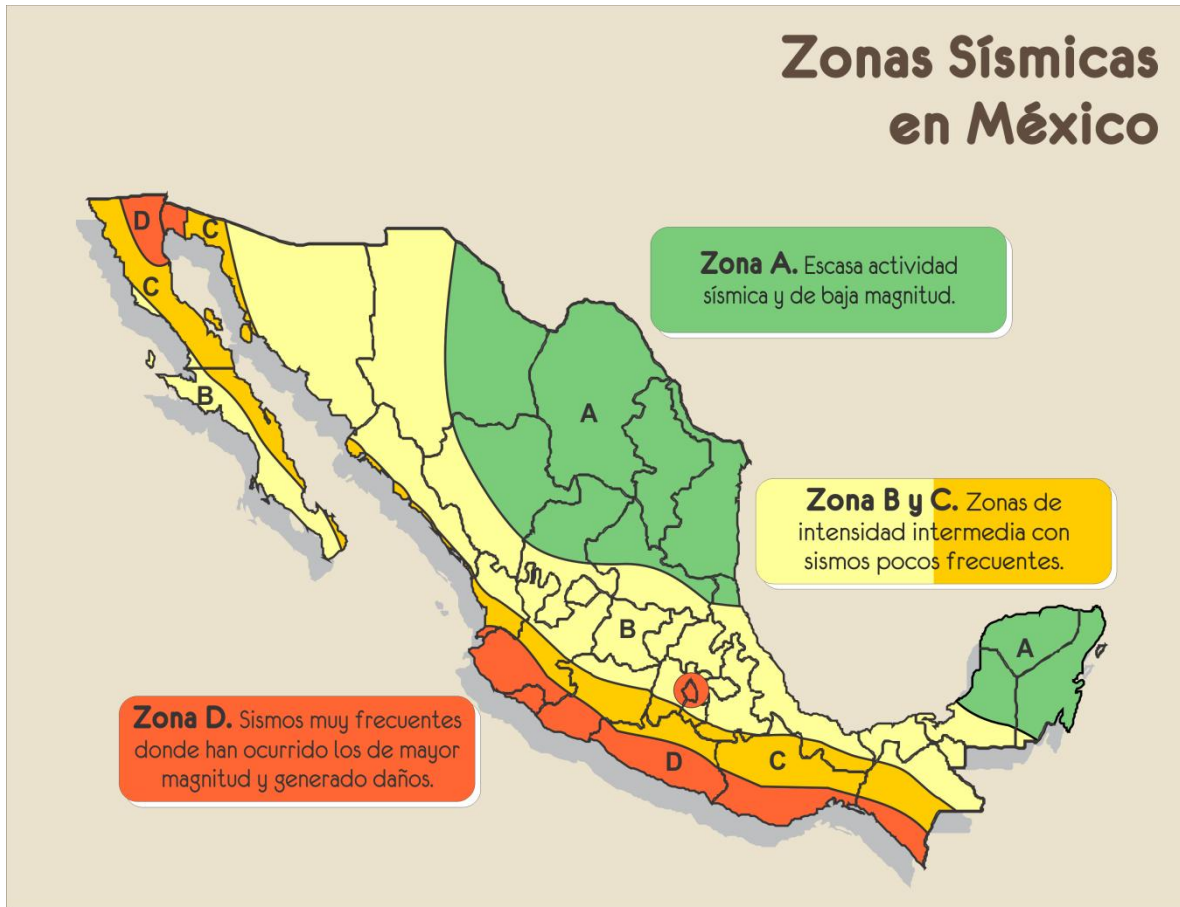 Zonas Sísmicas
en México
Zona A. Escasa actividad
sísmica y de baja magnitud.
Zona B y C. Zonas de
intensidad intermedia con
sismos pocos frecuentes.
Zona D. Sismos muy frecuentes
donde han ocurrido los de mayor
magnitud y generado daños.
D
C
C
B
A
B
A
D
C